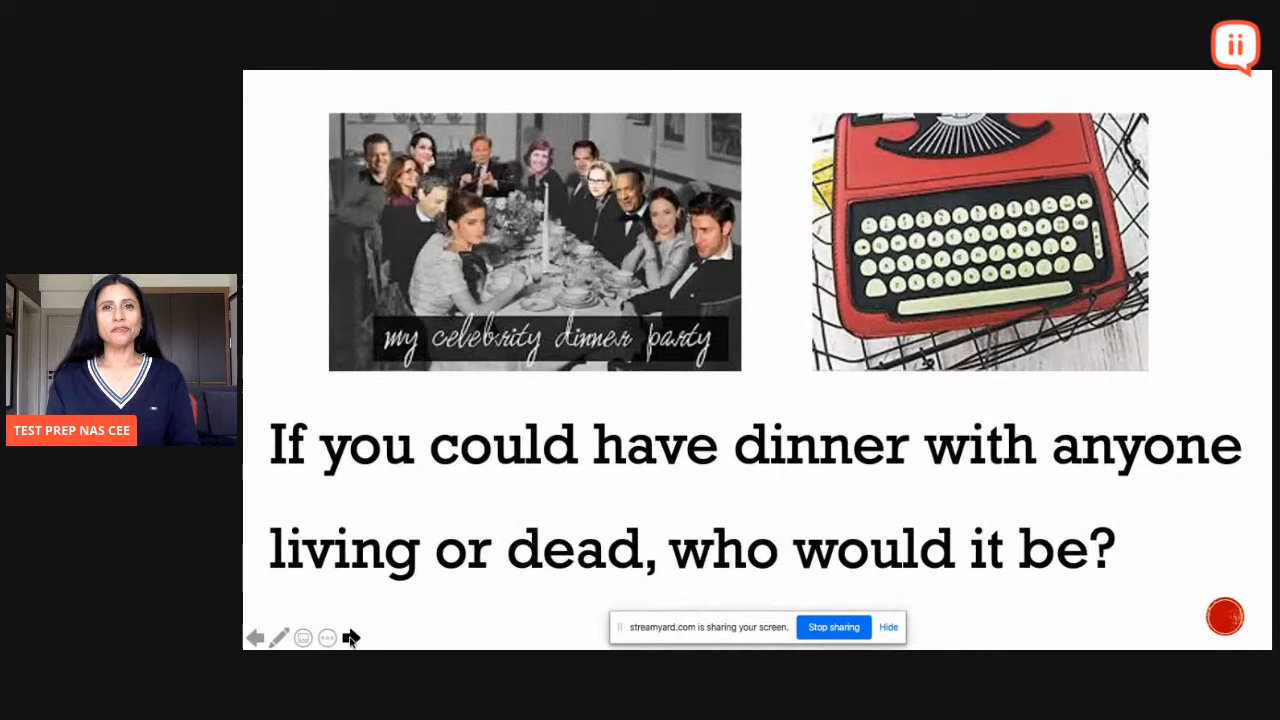 ii
my celebrity dinner party
TEST PREP NAS CEE
If you could have dinner with anyone
living or dead, who would it be?
streamyard.com is sharing your screen.
Stop sharing
Hide